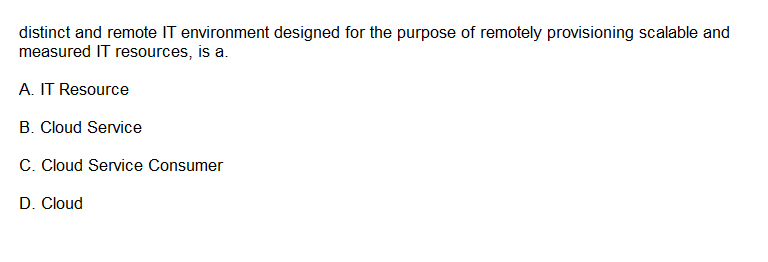 distinct and remote IT environment designed for the purpose of remotely provisioning scalable and
measured IT resources, is a.
A. IT Resource
B. Cloud Service
C. Cloud Service Consumer
D. Cloud